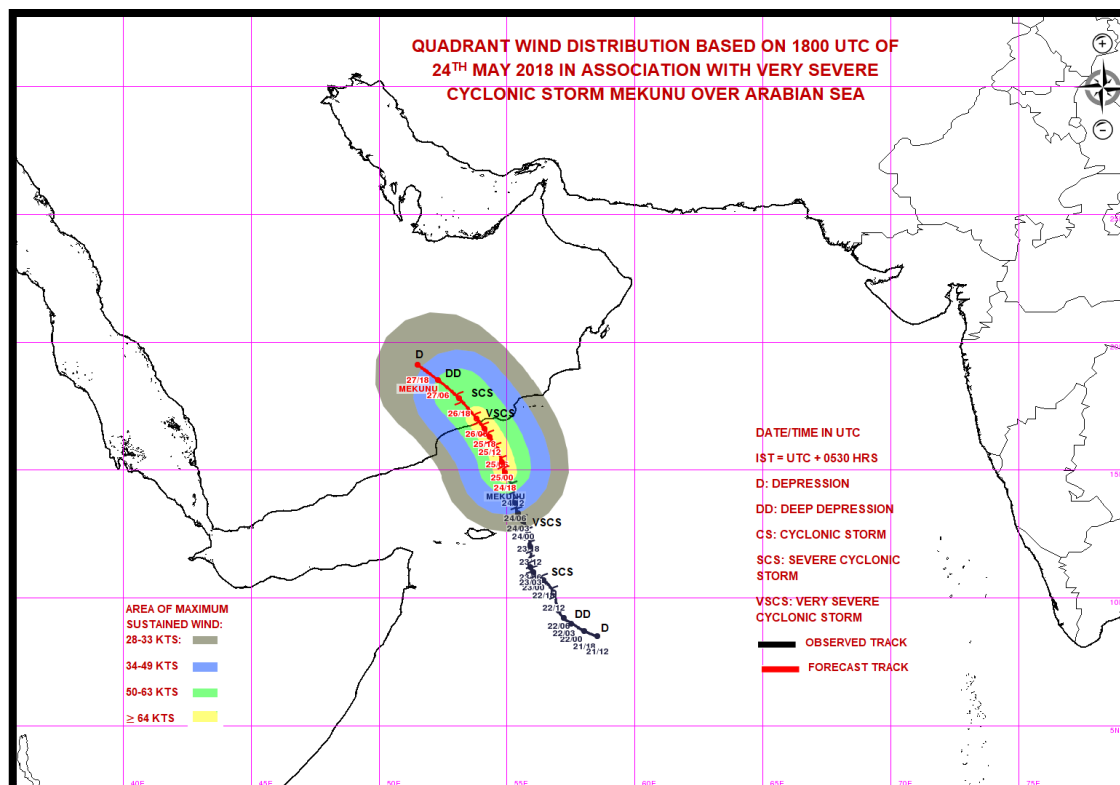 QUADRANT WIND DISTRIBUTION BASED ON 1800 UTC OF
24TH MAY 2018 IN ASSOCIATION WITH VERY SEVERE
CYCLONIC STORM MEKUNU OVER ARABIAN SEA
D
27/18
DD
MEKUNU
27/06
SCS
26/18
VSCS
25/18
25/12
25/00
24/18
MEKUNU
24/06
24/03
VSCS
24/00
23/18
23/12
SCS
23/00
22/12
DD
22/06
22/03
22/00
D
21/18
21/12
DATE/TIME IN UTC
IST = UTC + 0530 HRS
D: DEPRESSION
DD: DEEP DEPRESSION
CS: CYCLONIC STORM
SCS: SEVERE CYCLONIC
STORM
VSCS: VERY SEVERE
CYCLONIC STORM
OBSERVED TRACK
FORECAST TRACK
AREA OF MAXIMUM
SUSTAINED WIND:
28-33 KTS:
34-49 KTS
50-63 KTS
≥ 64 KTS
5N
40E 45E 50E 55E 60E 65E 70E 75E